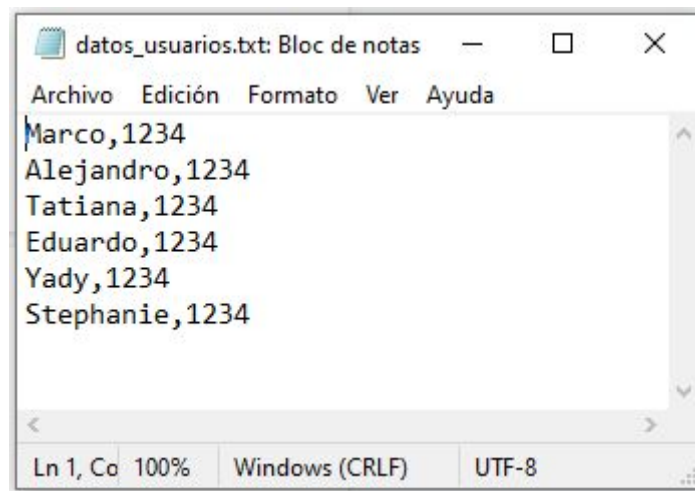 datos_usuarios.txt: Bloc de notas
Archivo Edición Formato Ver Ayuda
Marco,1234
Alejandro,1234
Tatiana,1234
Eduardo,1234
Yady,1234
Stephanie,1234
Ln 1, Co 100% Windows (CRLF) UTF-8